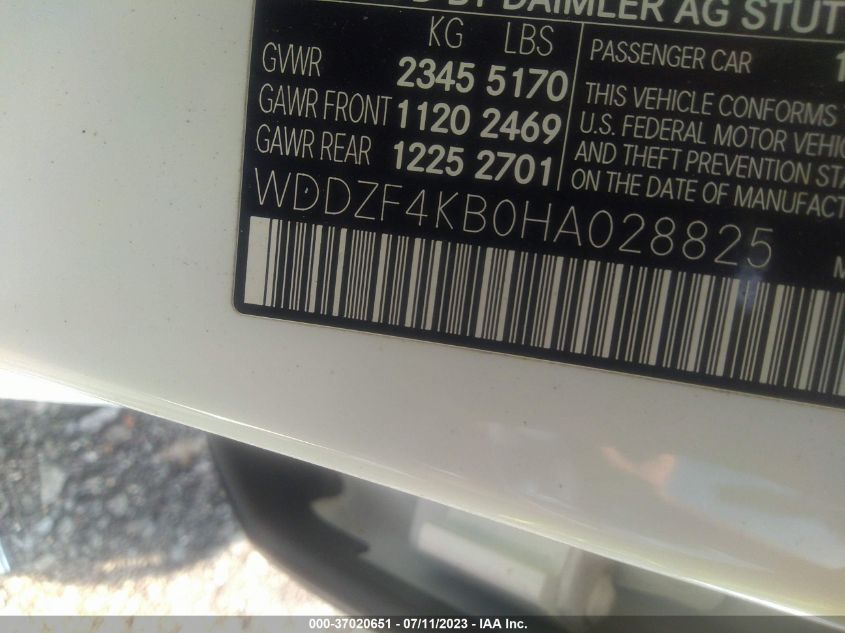 D BY DAIMLER AG STUT
KG LBS
GVWR 2345 5170
GAWR FRONT 1120 2469
GAWR REAR 1225 2701
PASSENGER CAR 1
THIS VEHICLE CONFORMS
U.S. FEDERAL MOTOR VEHIC
AND THEFT PREVENTION STA
ON THE DATE OF MANUFACT
WDDZF4KB0HA028825
M
000-37020651 - 07/11/2023 - IAA Inc.